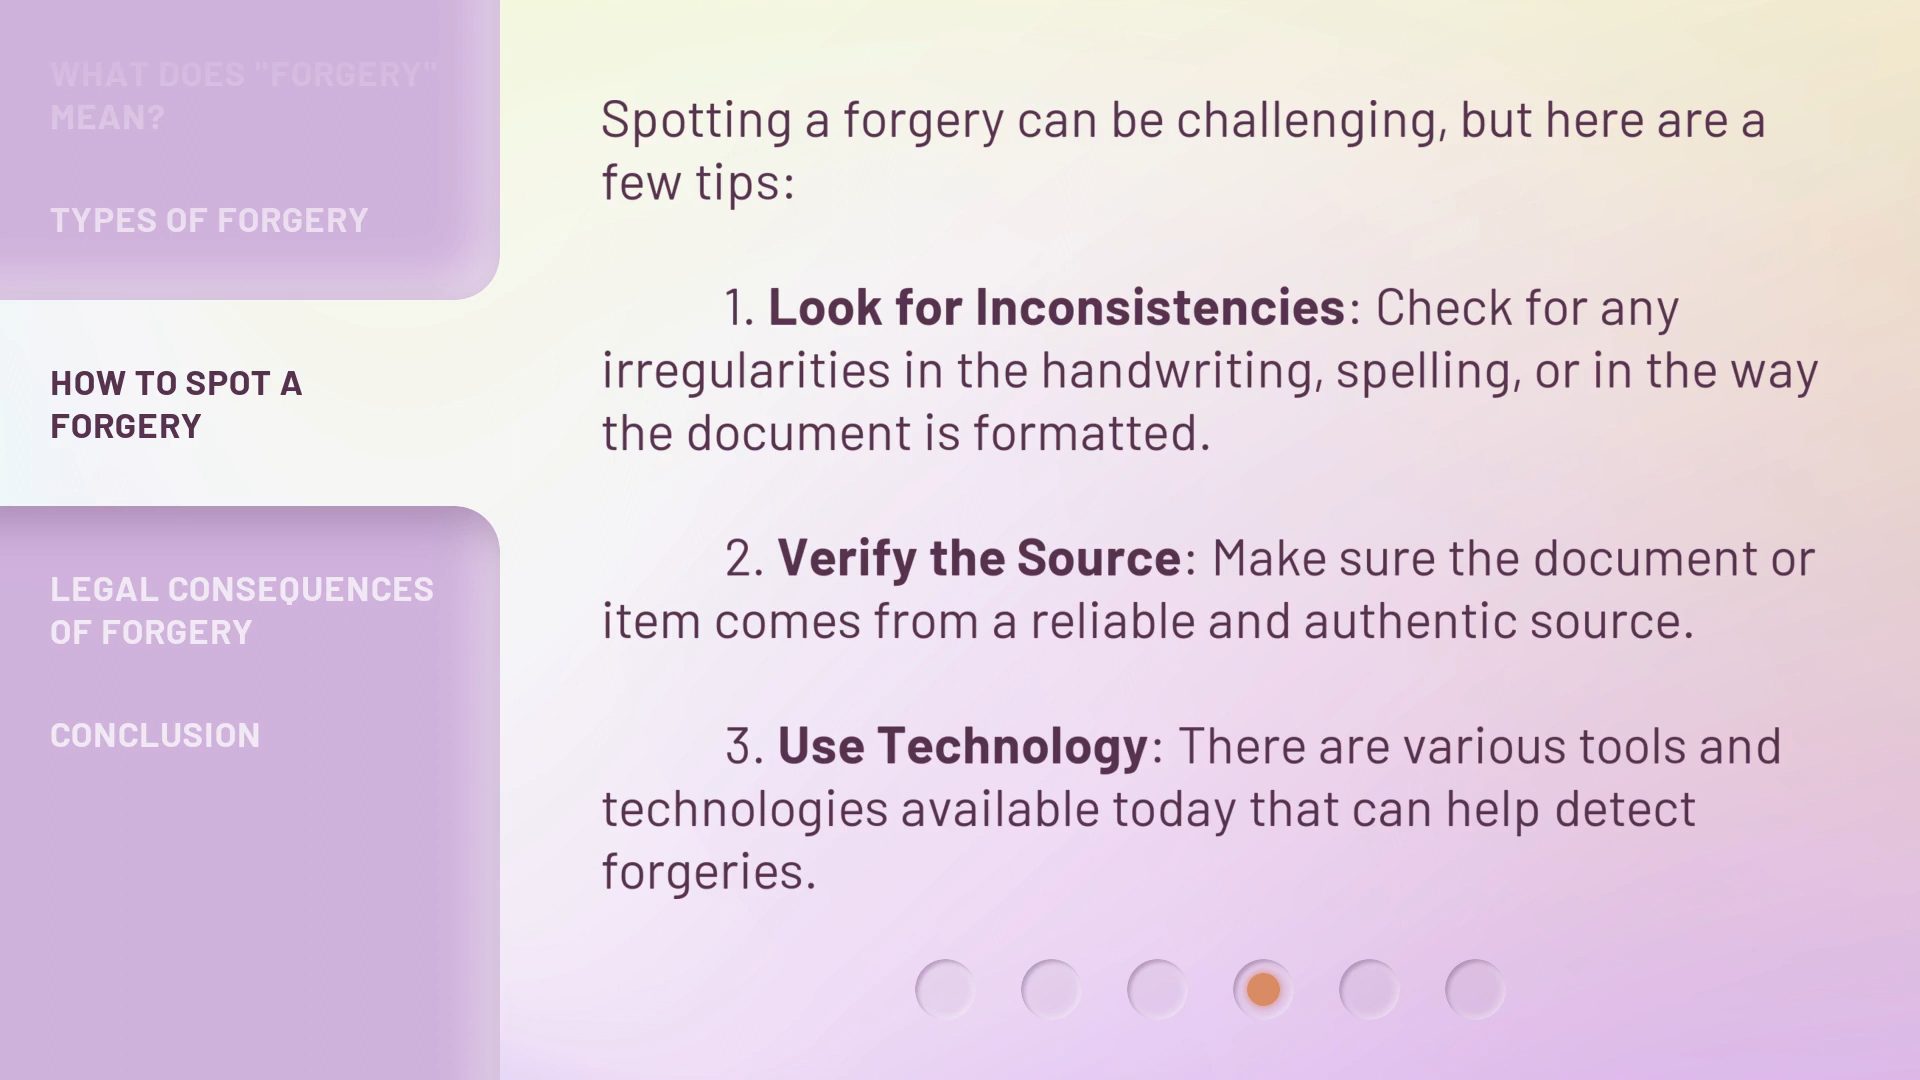 WHAT DOES "FORGERY"
MEAN?
TYPES OF FORGERY
HOW TO SPOT A
FORGERY
LEGAL CONSEQUENCES
OF FORGERY
CONCLUSION
Spotting a forgery can be challenging, but here are a
few tips:
1. Look for Inconsistencies: Check for any
irregularities in the handwriting, spelling, or in the way
the document is formatted.
2. Verify the Source: Make sure the document or
item comes from a reliable and authentic source.
3. Use Technology: There are various tools and
technologies available today that can help detect
forgeries.